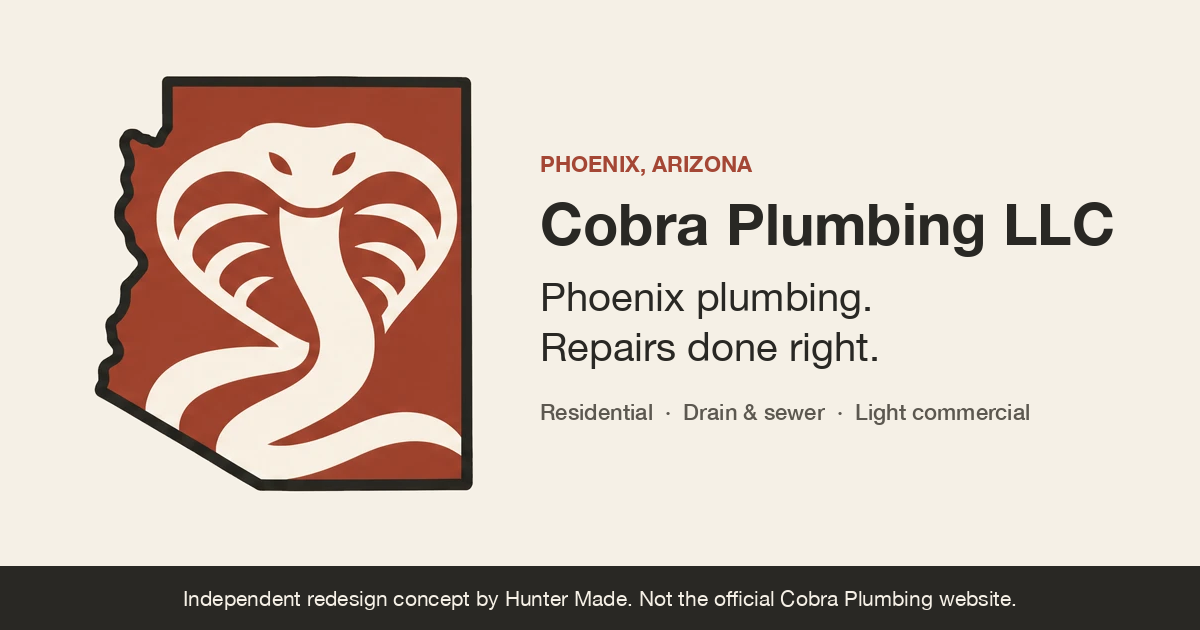 PHOENIX, ARIZONA
Cobra Plumbing LLC
Phoenix plumbing.
Repairs done right.
Residential · Drain & sewer · Light commercial
Independent redesign concept by Hunter Made. Not the official Cobra Plumbing website.